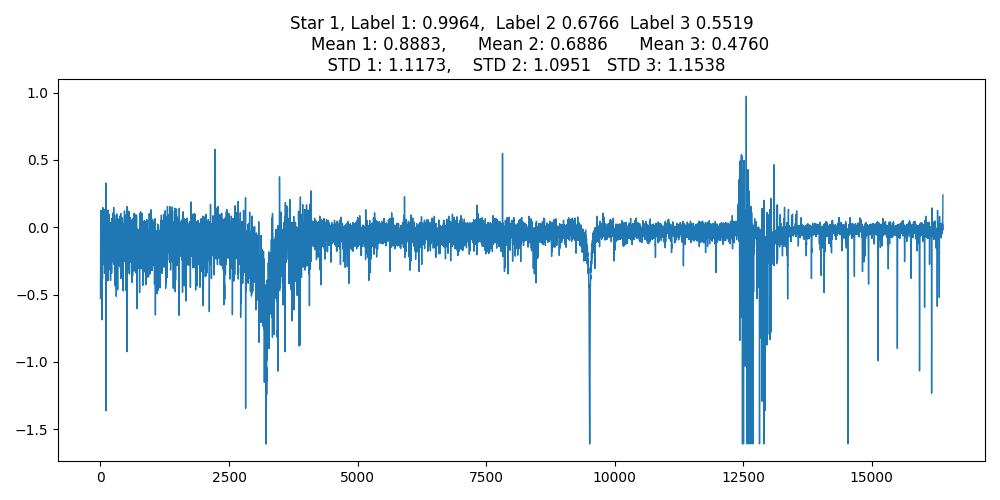 Star 1, Label 1: 0.9964, Label 2 0.6766 Label 3 0.5519
Mean 1: 0.8883, Mean 2: 0.6886 Mean 3: 0.4760
STD 1: 1.1173, STD 2: 1.0951 STD 3: 1.1538
1.0
0.5
0.0
−0.5
−1.0
−1.5
0 2500 5000 7500 10000 12500 15000